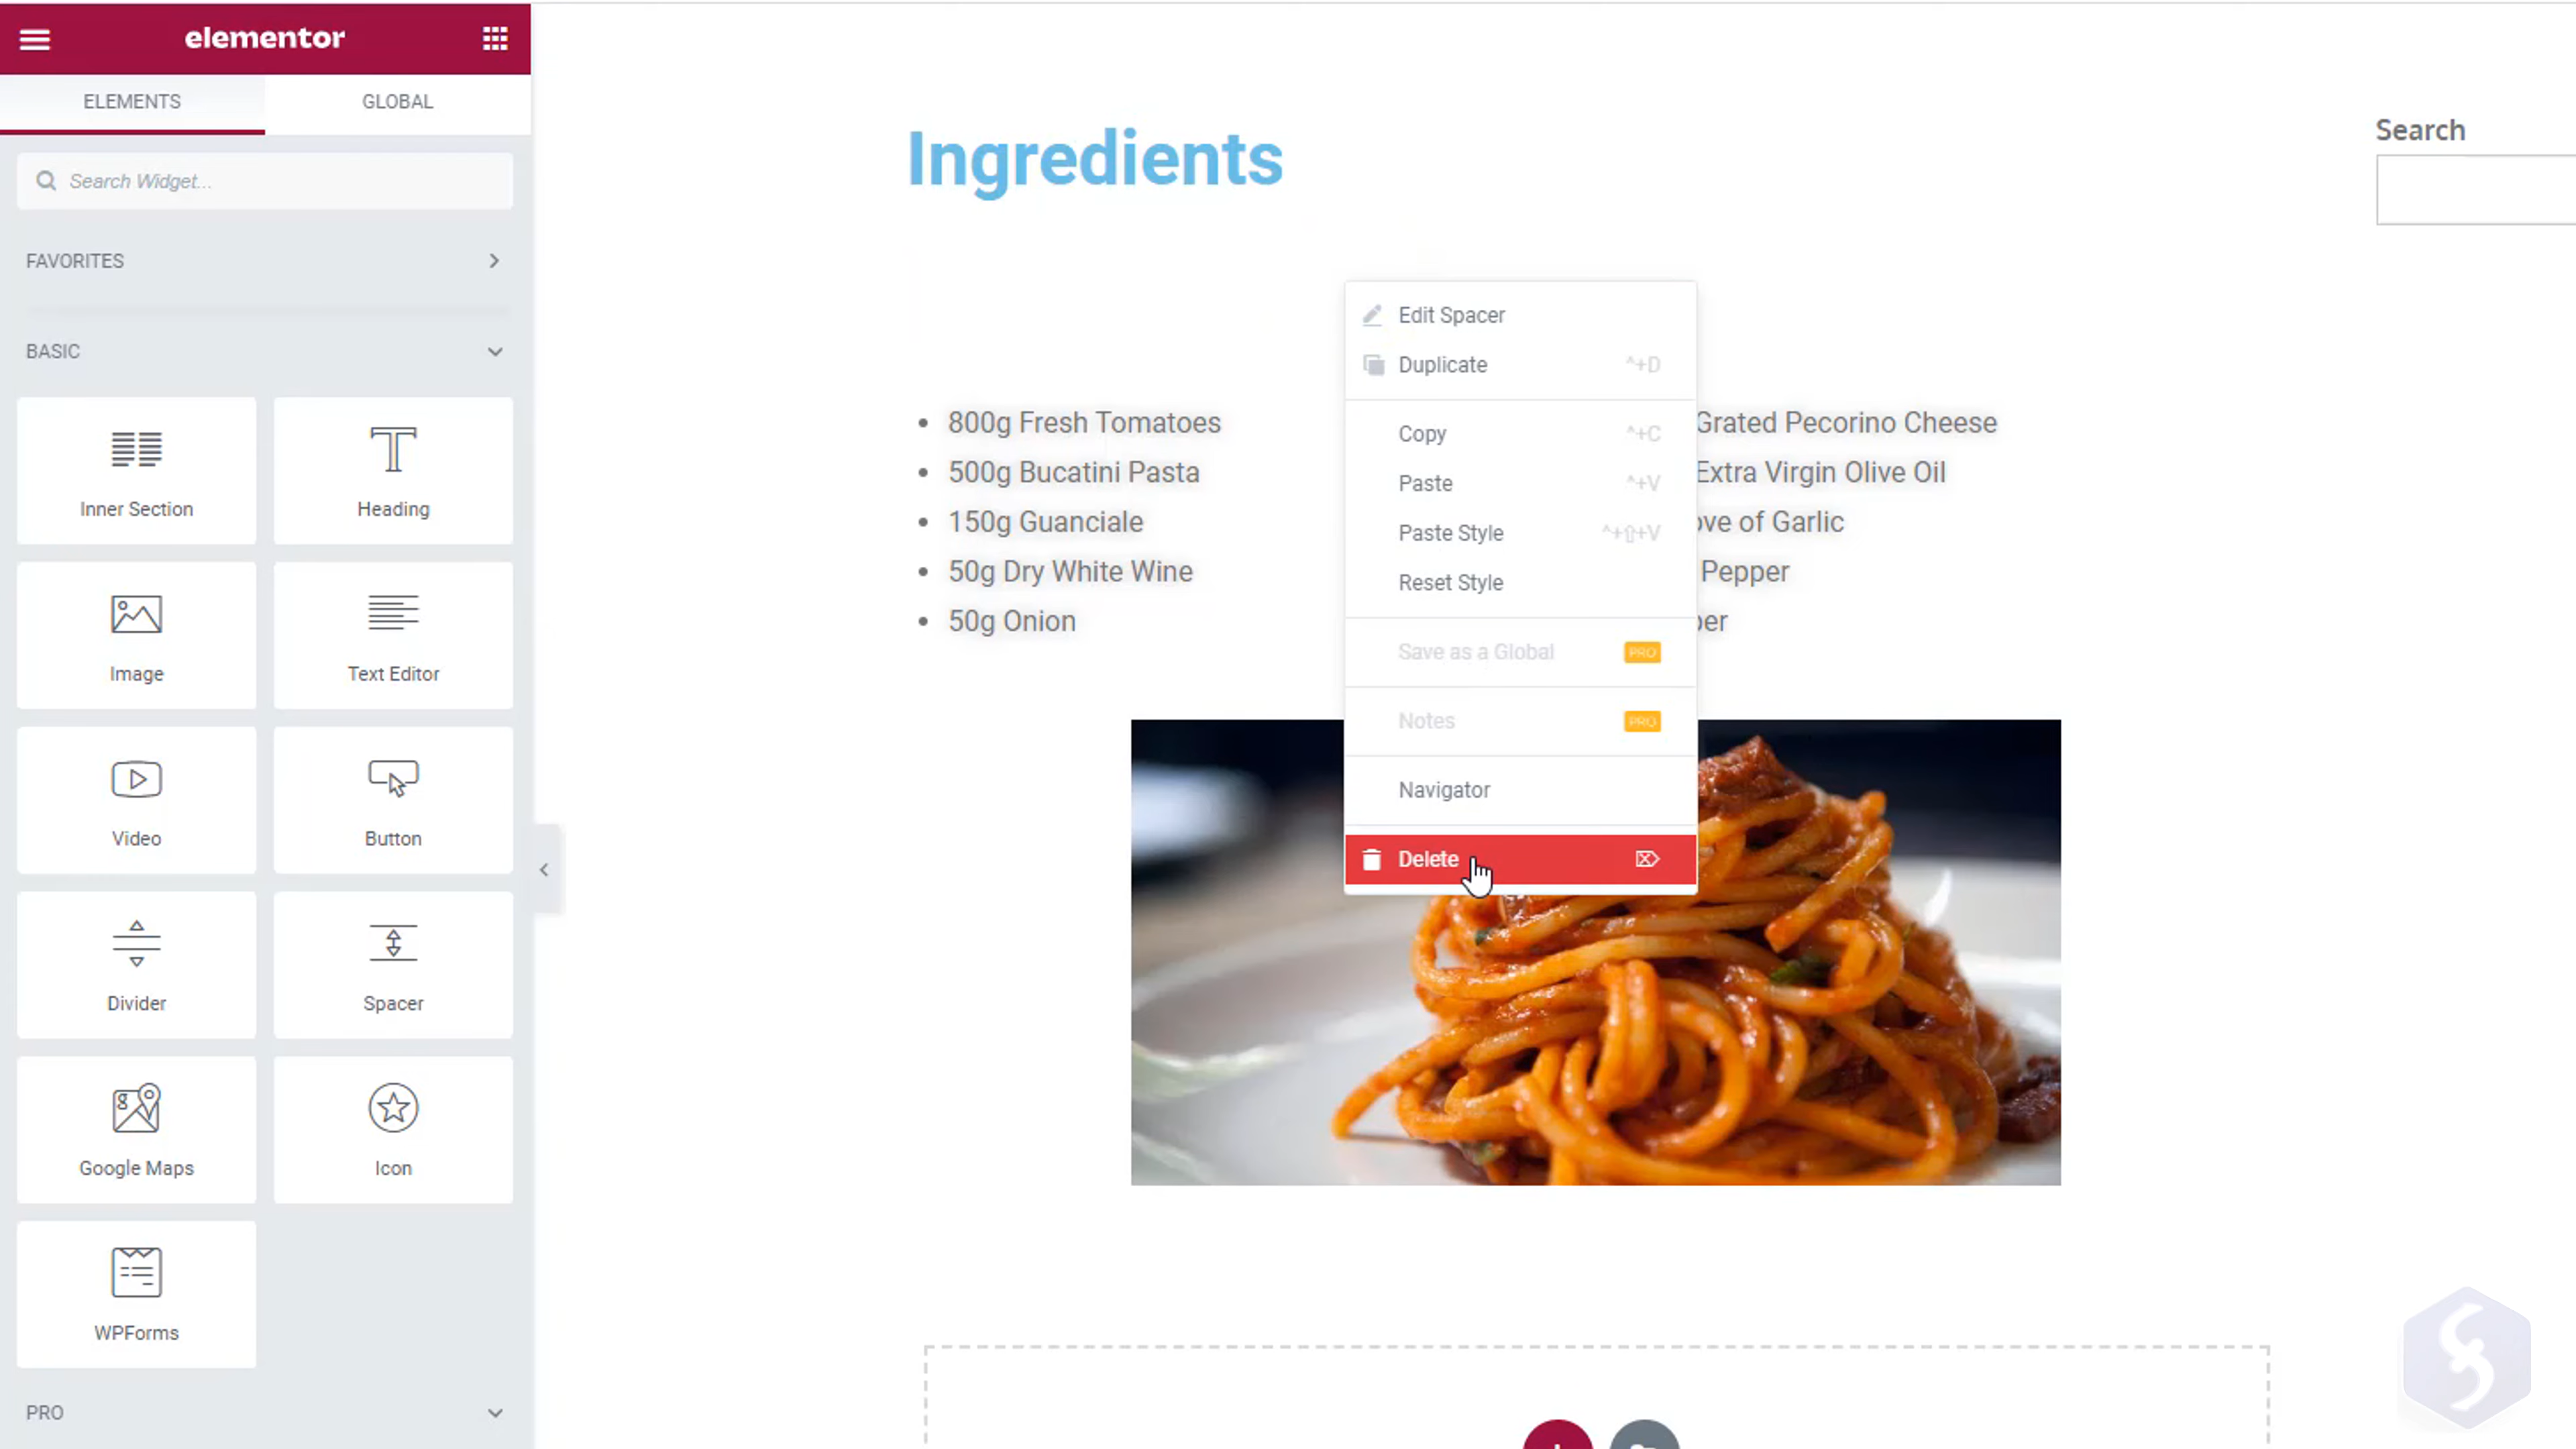 elementor
ELEMENTS
GLOBAL
Search Widget...
FAVORITES
BASIC
Inner Section
Heading
Image
Text Editor
Video
Button
Divider
Spacer
Google Maps
Icon
WPForms
PRO
Ingredients
800g Fresh Tomatoes
500g Bucatini Pasta
150g Guanciale
50g Dry White Wine
50g Onion
Edit Spacer
Duplicate ^+D
Copy ^+C
Paste ^+V
Paste Style ^+⇧+V
Reset Style
Save as a Global PRO
Notes PRO
Navigator
Delete ⌦
Grated Pecorino Cheese
Extra Virgin Olive Oil
of Garlic
Pepper
Search